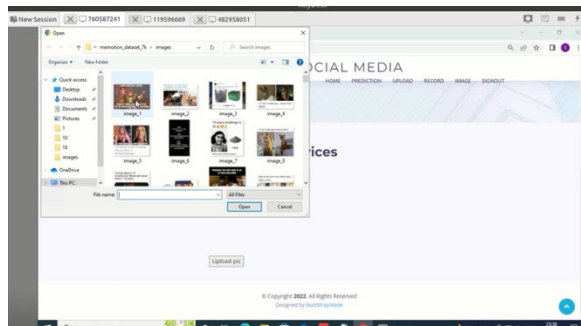 New Session 760587241 119596669 482958051
Open
memotion_dataset_7k > images
Search images
Organize New folder
Quick access
Desktop
Downloads
Documents
Pictures
1
10
18
images
OneDrive
This PC
image_1 image_2 image_3 image_4
image_5 image_6 image_7 image_8
File name: All Files
Open Cancel
OCIAL MEDIA
HOME PREDICTION UPLOAD RECORD IMAGE SIGNOUT
rices
Upload pic
© Copyright 2022. All Rights Reserved
Designed by BootstrapMade